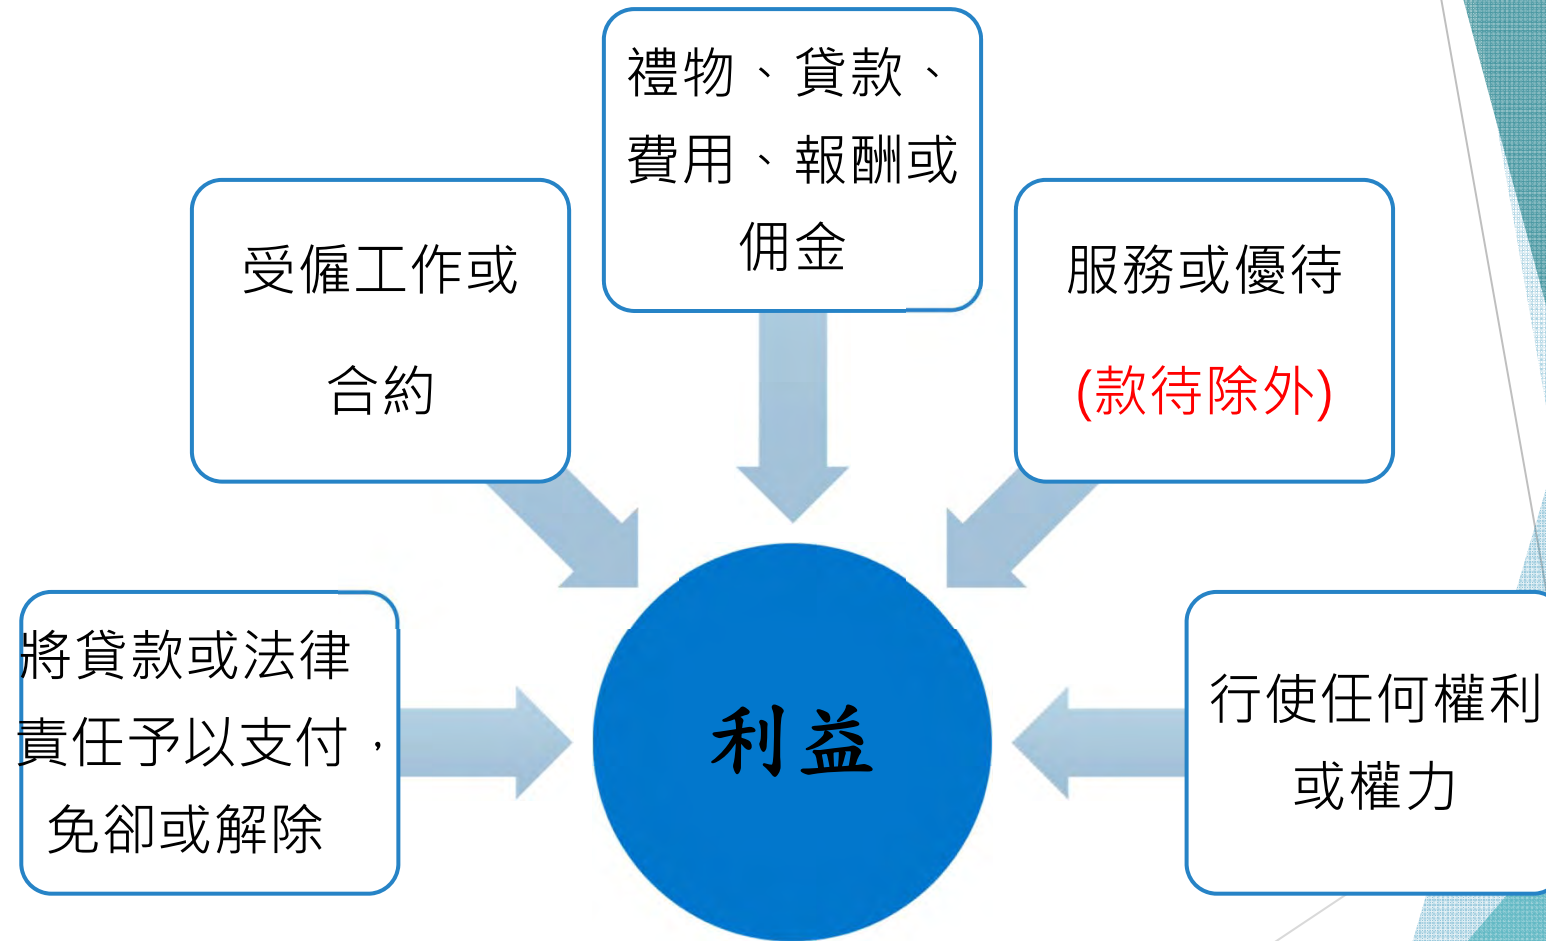 禮物、貸款、
費用、報酬或
佣金
受僱工作或
合約
服務或優待
(款待除外)
將貸款或法律
責任予以支付，
免卻或解除
利益
行使任何權利
或權力